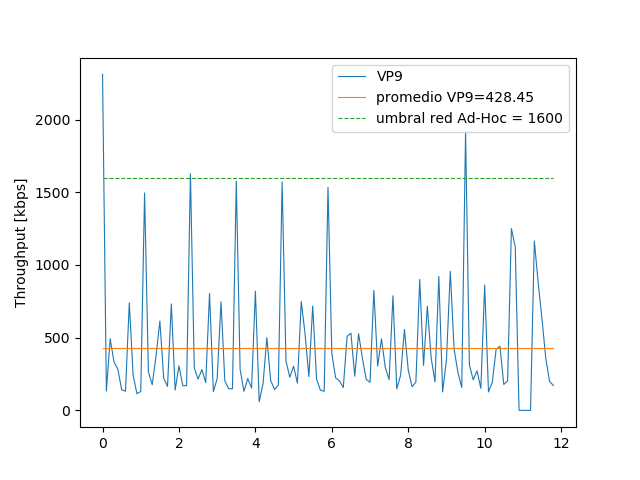 VP9
promedio VP9=428.45
umbral red Ad-Hoc = 1600
Throughput [kbps]
2000
1500
1000
500
0
0 2 4 6 8 10 12